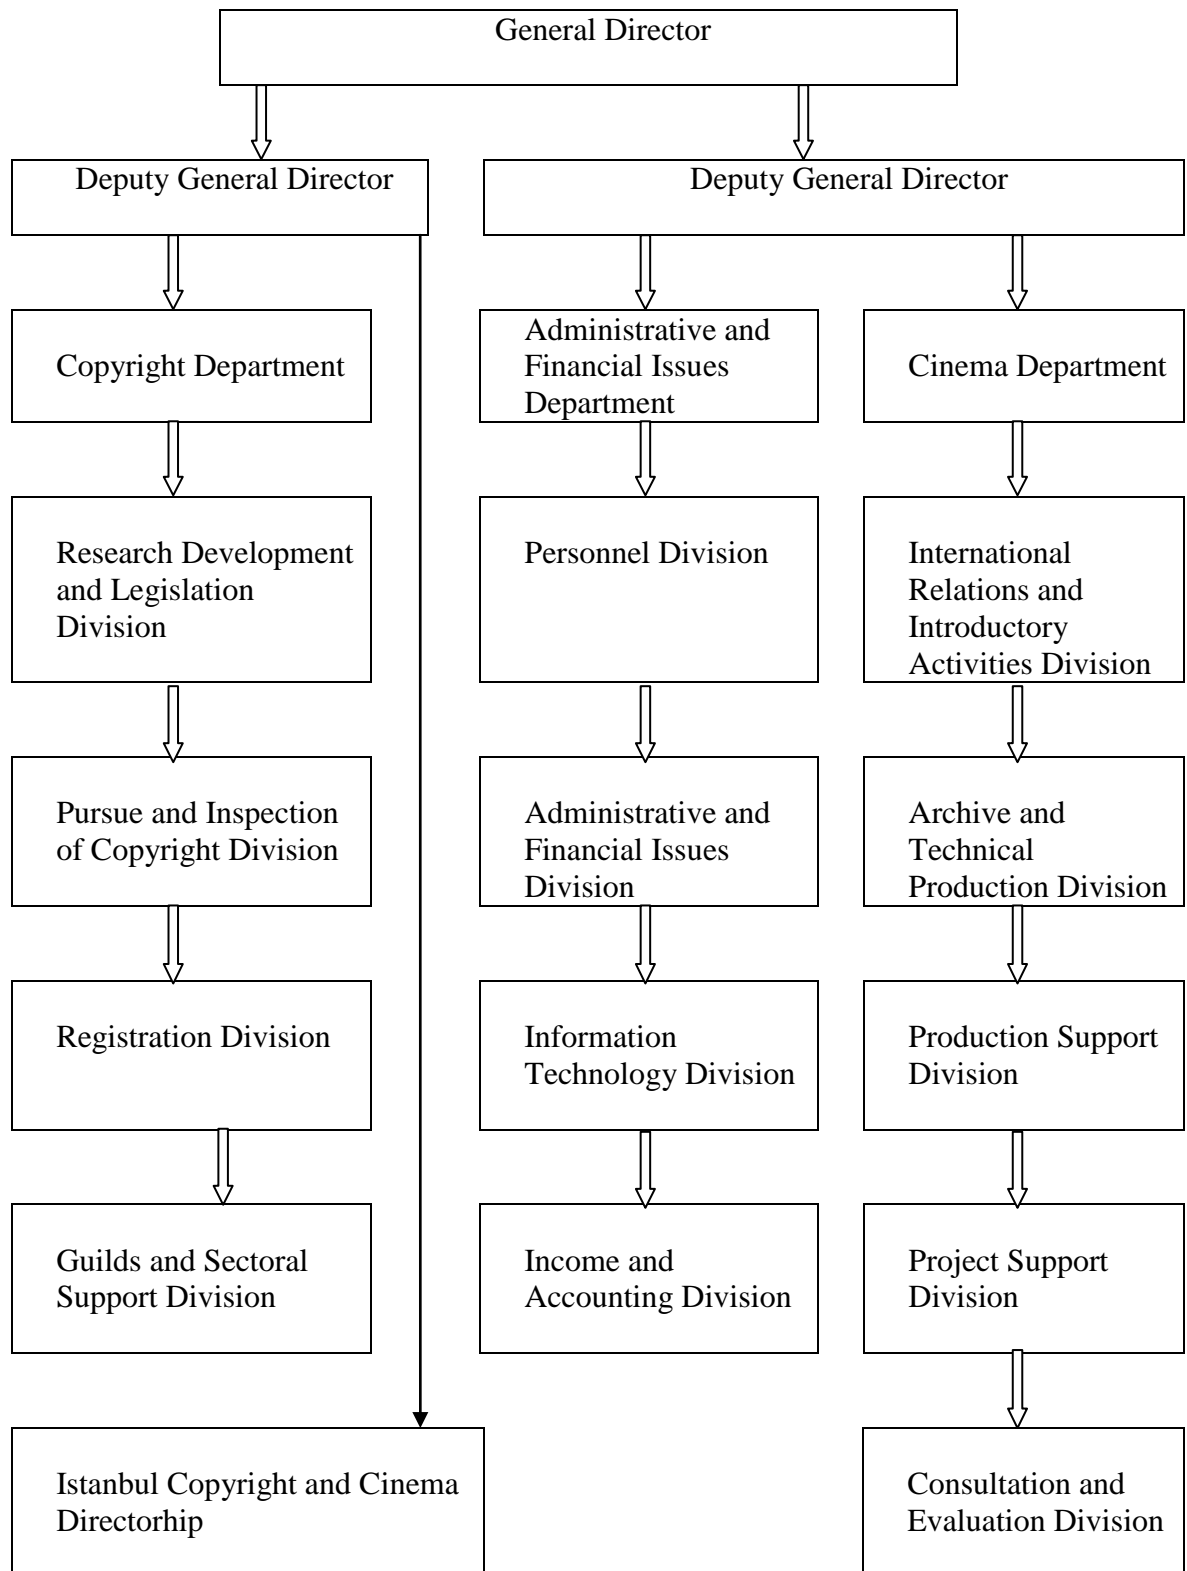 General Director
Deputy General Director
Deputy General Director
Copyright Department
Administrative and
Financial Issues
Department
Cinema Department
Research Development
and Legislation
Division
Personnel Division
International
Relations and
Introductory
Activities Division
Pursue and Inspection
of Copyright Division
Administrative and
Financial Issues
Division
Archive and
Technical
Production Division
Registration Division
Information
Technology Division
Production Support
Division
Guilds and Sectoral
Support Division
Income and
Accounting Division
Project Support
Division
Istanbul Copyright and Cinema
Directorhip
Consultation and
Evaluation Division